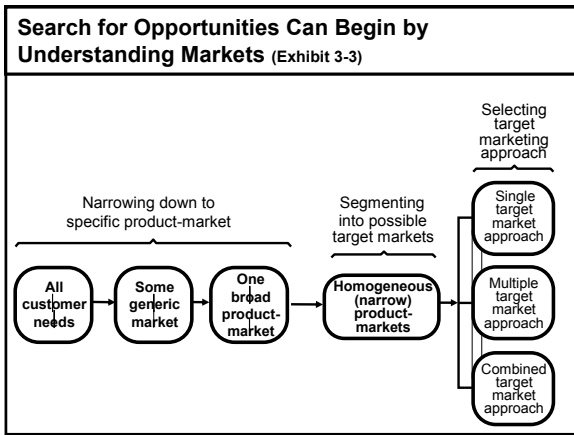 Search for Opportunities Can Begin by
Understanding Markets (Exhibit 3-3)
Selecting
target
marketing
approach
Narrowing down to
specific product-market
Segmenting
into possible
target markets
All
customer
needs
Some
generic
market
One
broad
product-
market
Homogeneous
(narrow)
product-
markets
Single
target
market
approach
Multiple
target
market
approach
Combined
target
market
approach